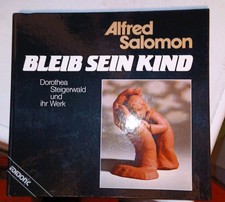 Alfred
Salomon
BLEIB SEIN KIND
Dorothea
Steigerwald
und
ihr Werk